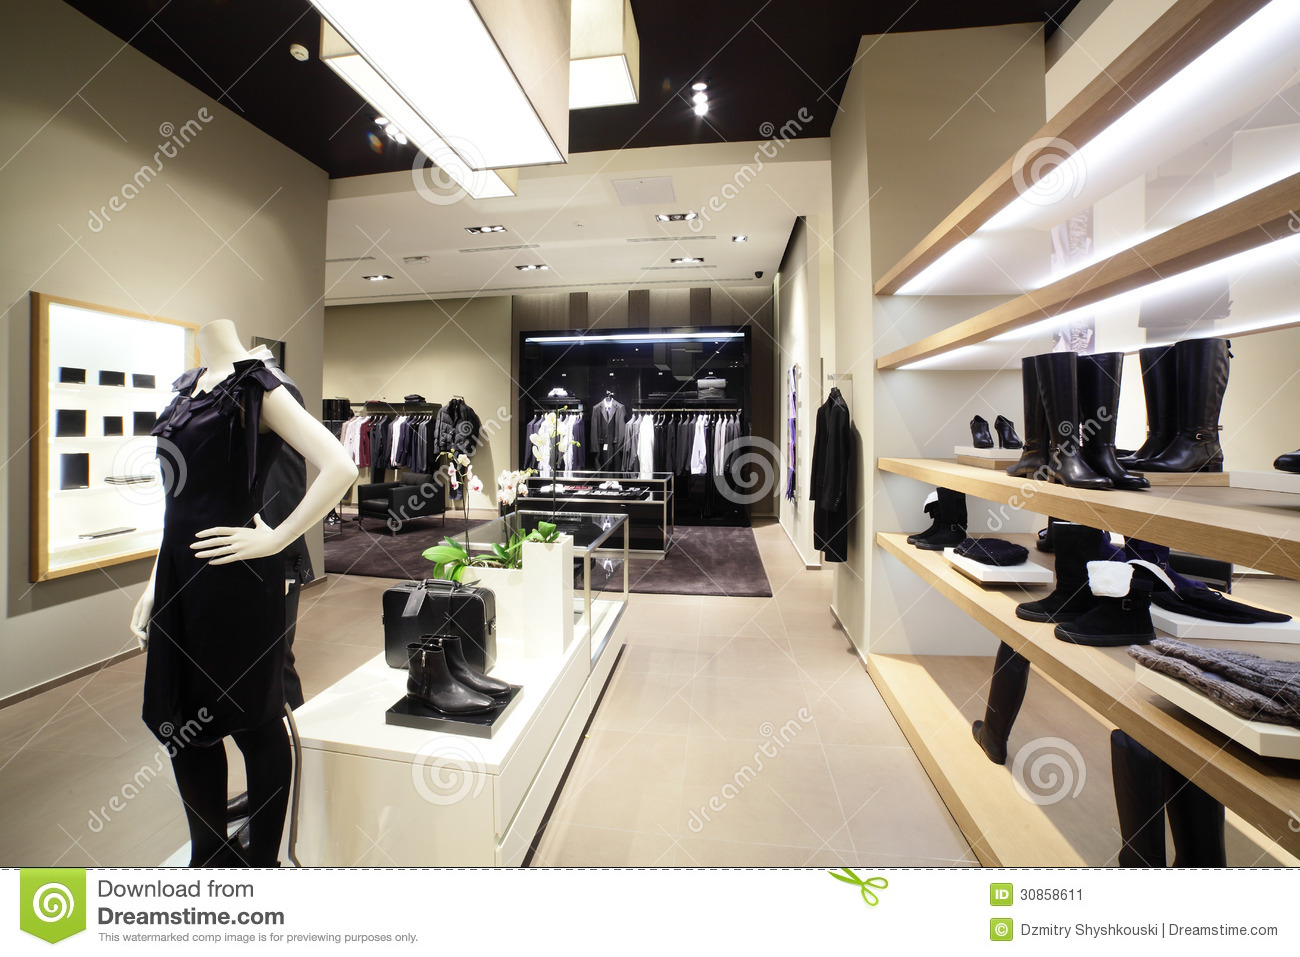 dreamstime
dreamstime
dreamstime
dreamstime
dreamstime
dreamstime
dreamstime
dreamstime
Download from
Dreamstime.com
This watermarked comp image is for previewing purposes only.
ID 30858611
© Dzmitry Shyshkouski | Dreamstime.com